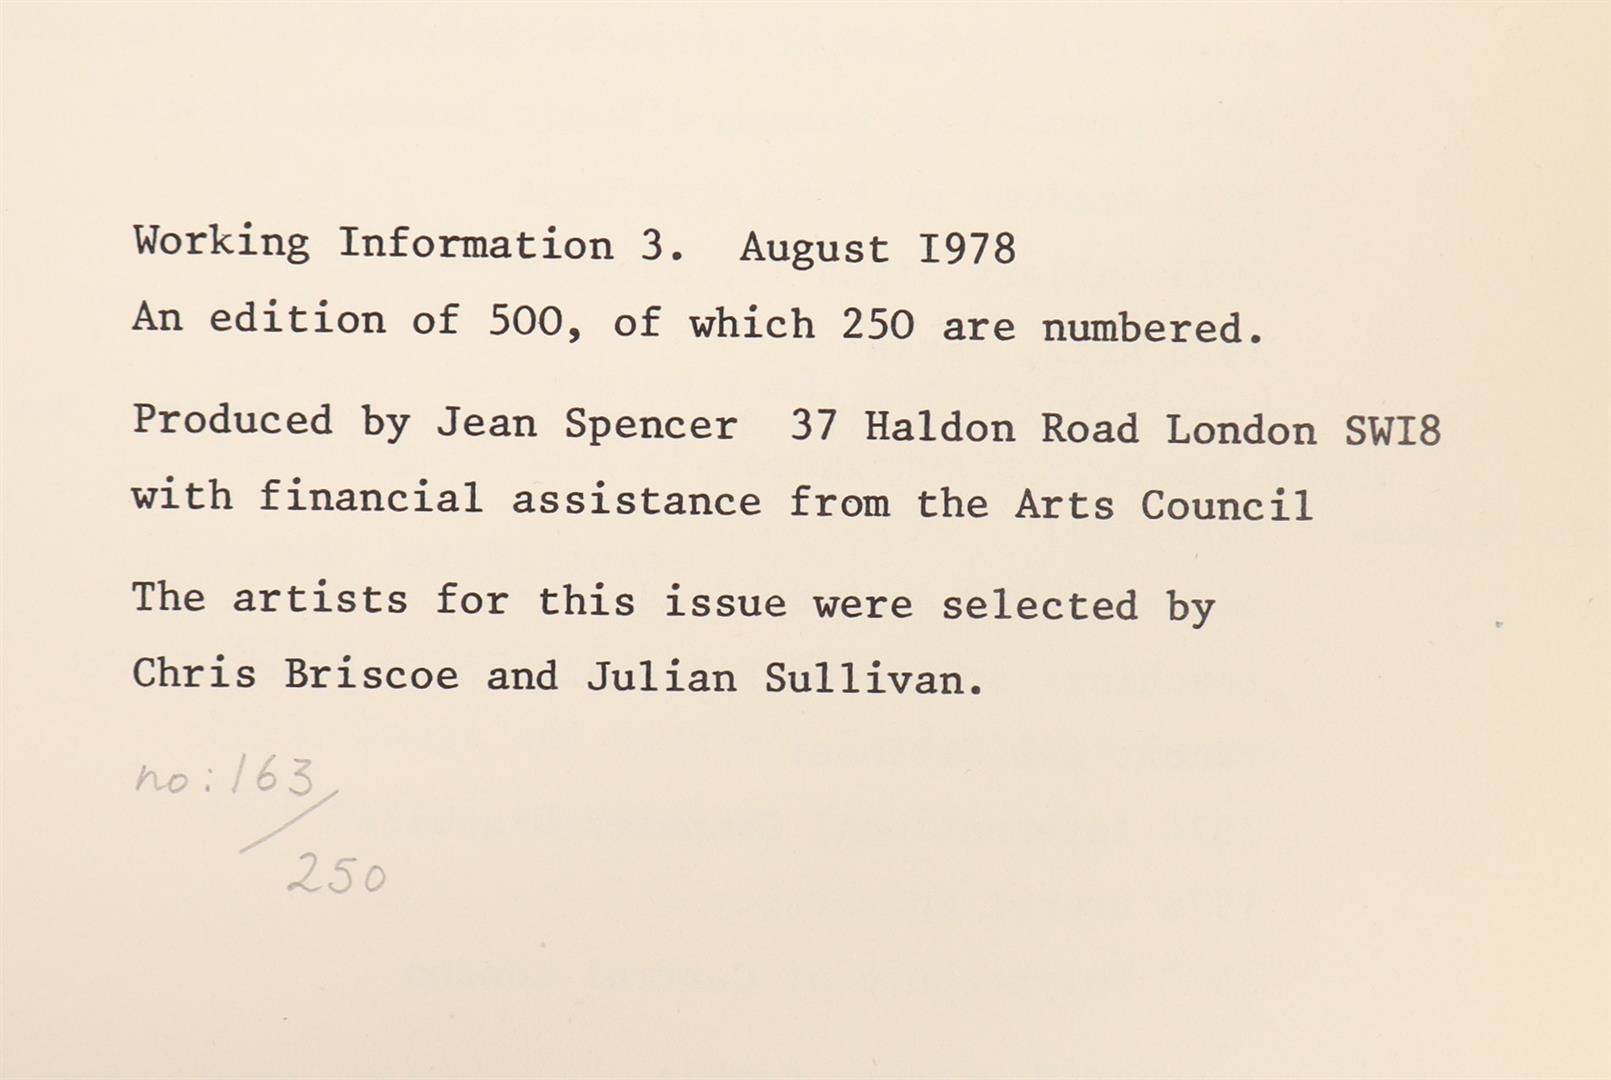 Working Information 3.  August I978
An edition of 500, of which 250 are numbered.
Produced by Jean Spencer  37 Haldon Road London SWI8
with financial assistance from the Arts Council
The artists for this issue were selected by
Chris Briscoe and Julian Sullivan.
no: 163/
250